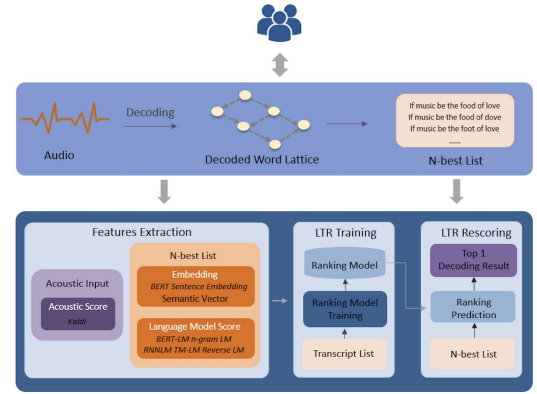 Decoding
Audio
Decoded Word Lattice
If music be the food of love
If music be the food of dove
If music be the foot of love
.....
N-best List
Features Extraction
Acoustic Input
Acoustic Score
Kaldi
N-best List
Embedding
BERT Sentence Embedding
Semantic Vector
Language Model Score
BERT-LM n-gram LM
RNNLM TM-LM Reverse LM
LTR Training
Ranking Model
Ranking Model
Training
Transcript List
LTR Rescoring
Top 1
Decoding Result
Ranking
Prediction
N-best List